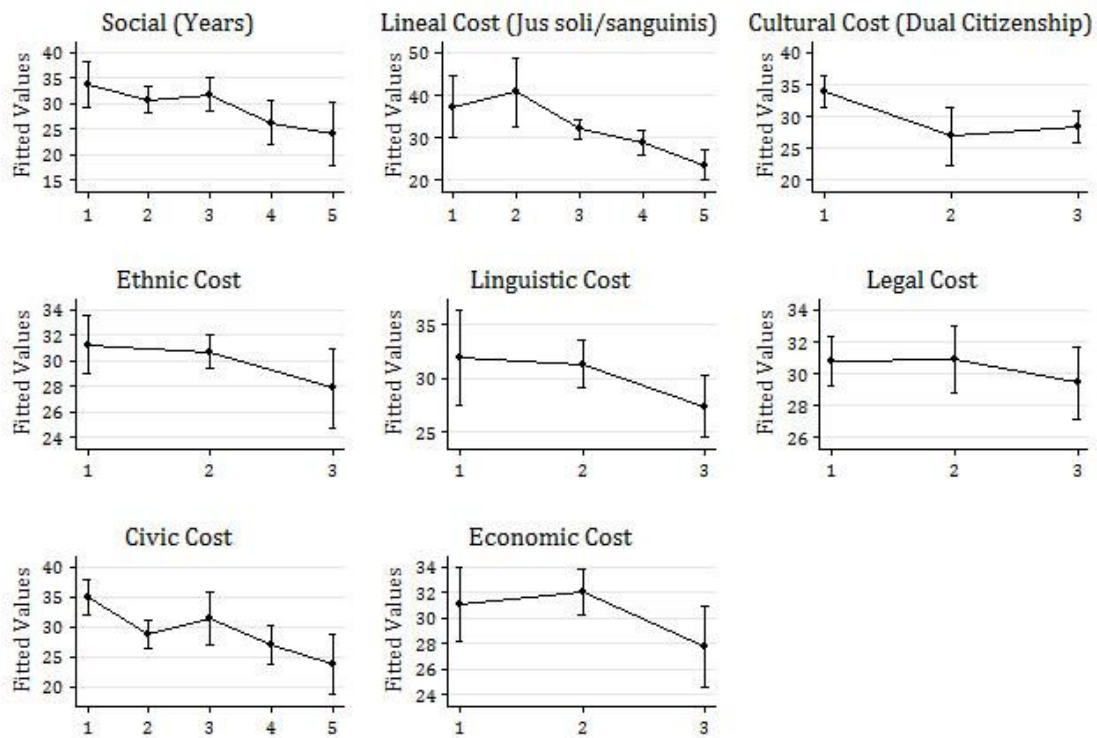 Social (Years)
Fitted Values
40
35
30
25
20
15
1 2 3 4 5
Lineal Cost (Jus soli/sanguinis)
Fitted Values
50
40
30
20
1 2 3 4 5
Cultural Cost (Dual Citizenship)
Fitted Values
40
35
30
25
20
1 2 3
Ethnic Cost
Fitted Values
34
32
30
28
26
24
1 2 3
Linguistic Cost
Fitted Values
35
30
25
1 2 3
Legal Cost
Fitted Values
34
32
30
28
26
1 2 3
Civic Cost
Fitted Values
40
35
30
25
20
1 2 3 4 5
Economic Cost
Fitted Values
34
32
30
28
26
24
1 2 3